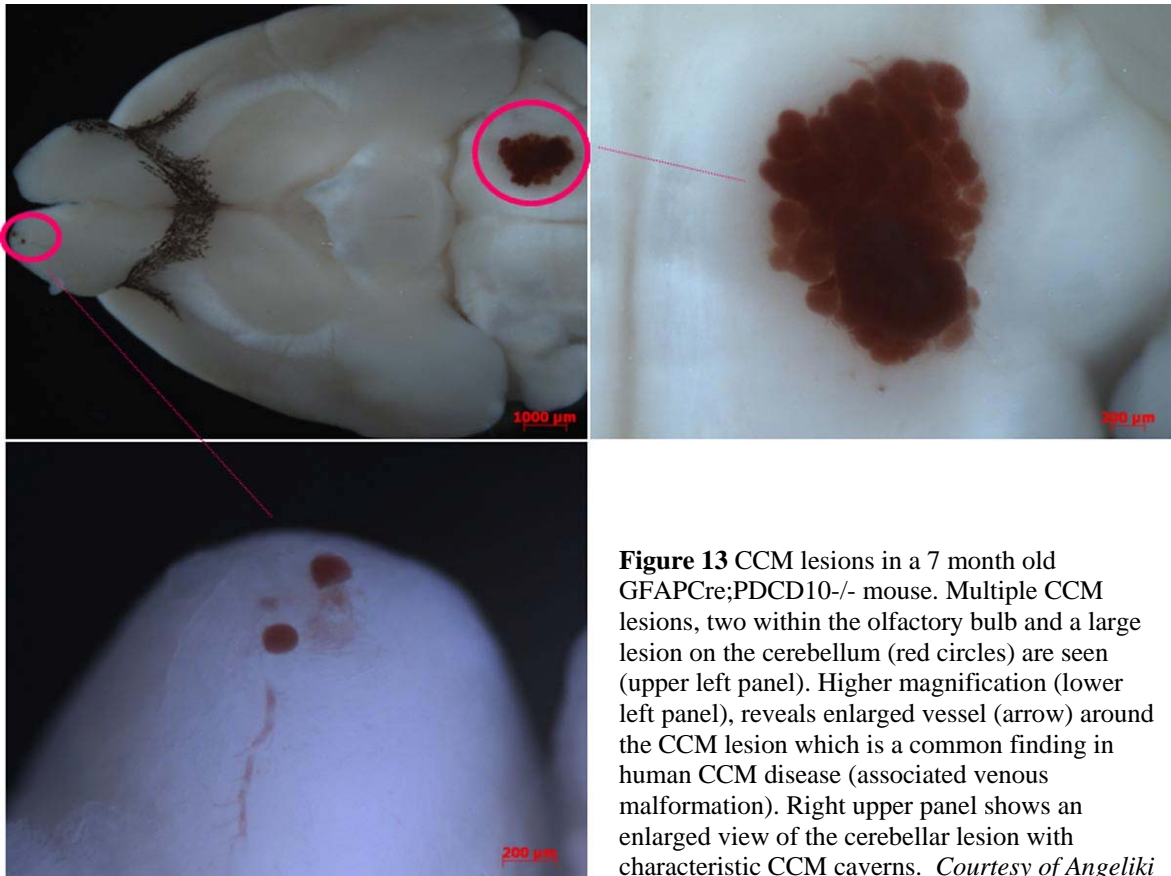 1000 µm
200 µm
200 µm
Figure 13 CCM lesions in a 7 month old
GFAPCre;PDCD10-/- mouse. Multiple CCM
lesions, two within the olfactory bulb and a large
lesion on the cerebellum (red circles) are seen
(upper left panel). Higher magnification (lower
left panel), reveals enlarged vessel (arrow) around
the CCM lesion which is a common finding in
human CCM disease (associated venous
malformation). Right upper panel shows an
enlarged view of the cerebellar lesion with
characteristic CCM caverns. Courtesy of Angeliki